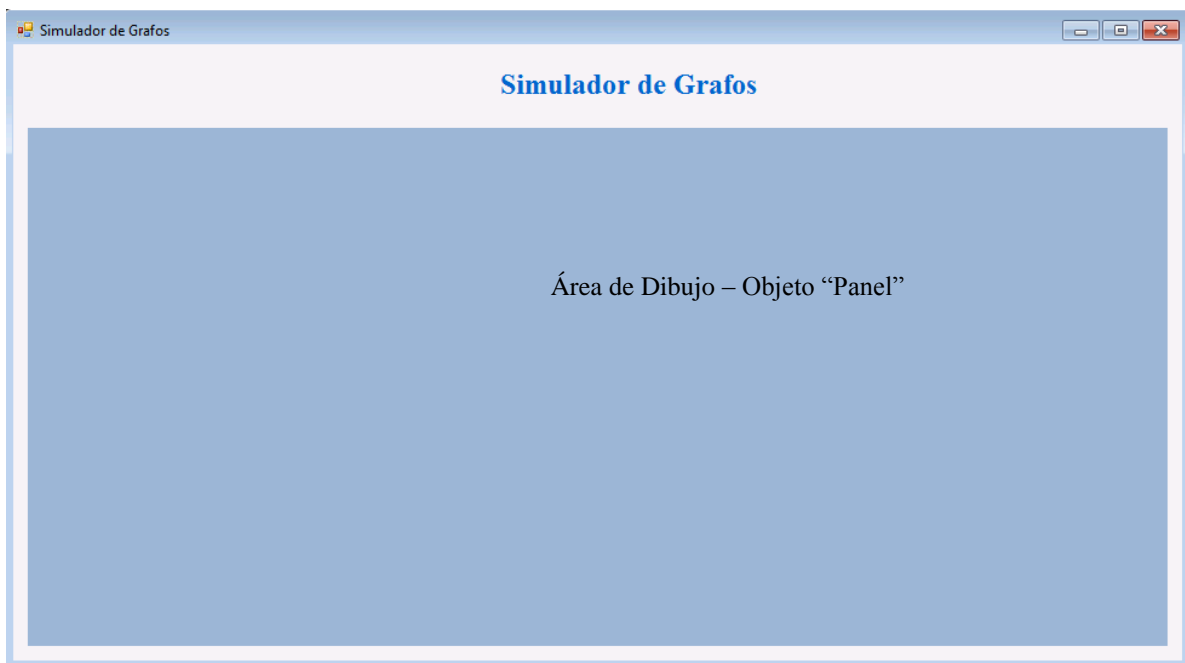 Simulador de Grafos
Simulador de Grafos
Área de Dibujo – Objeto “Panel”